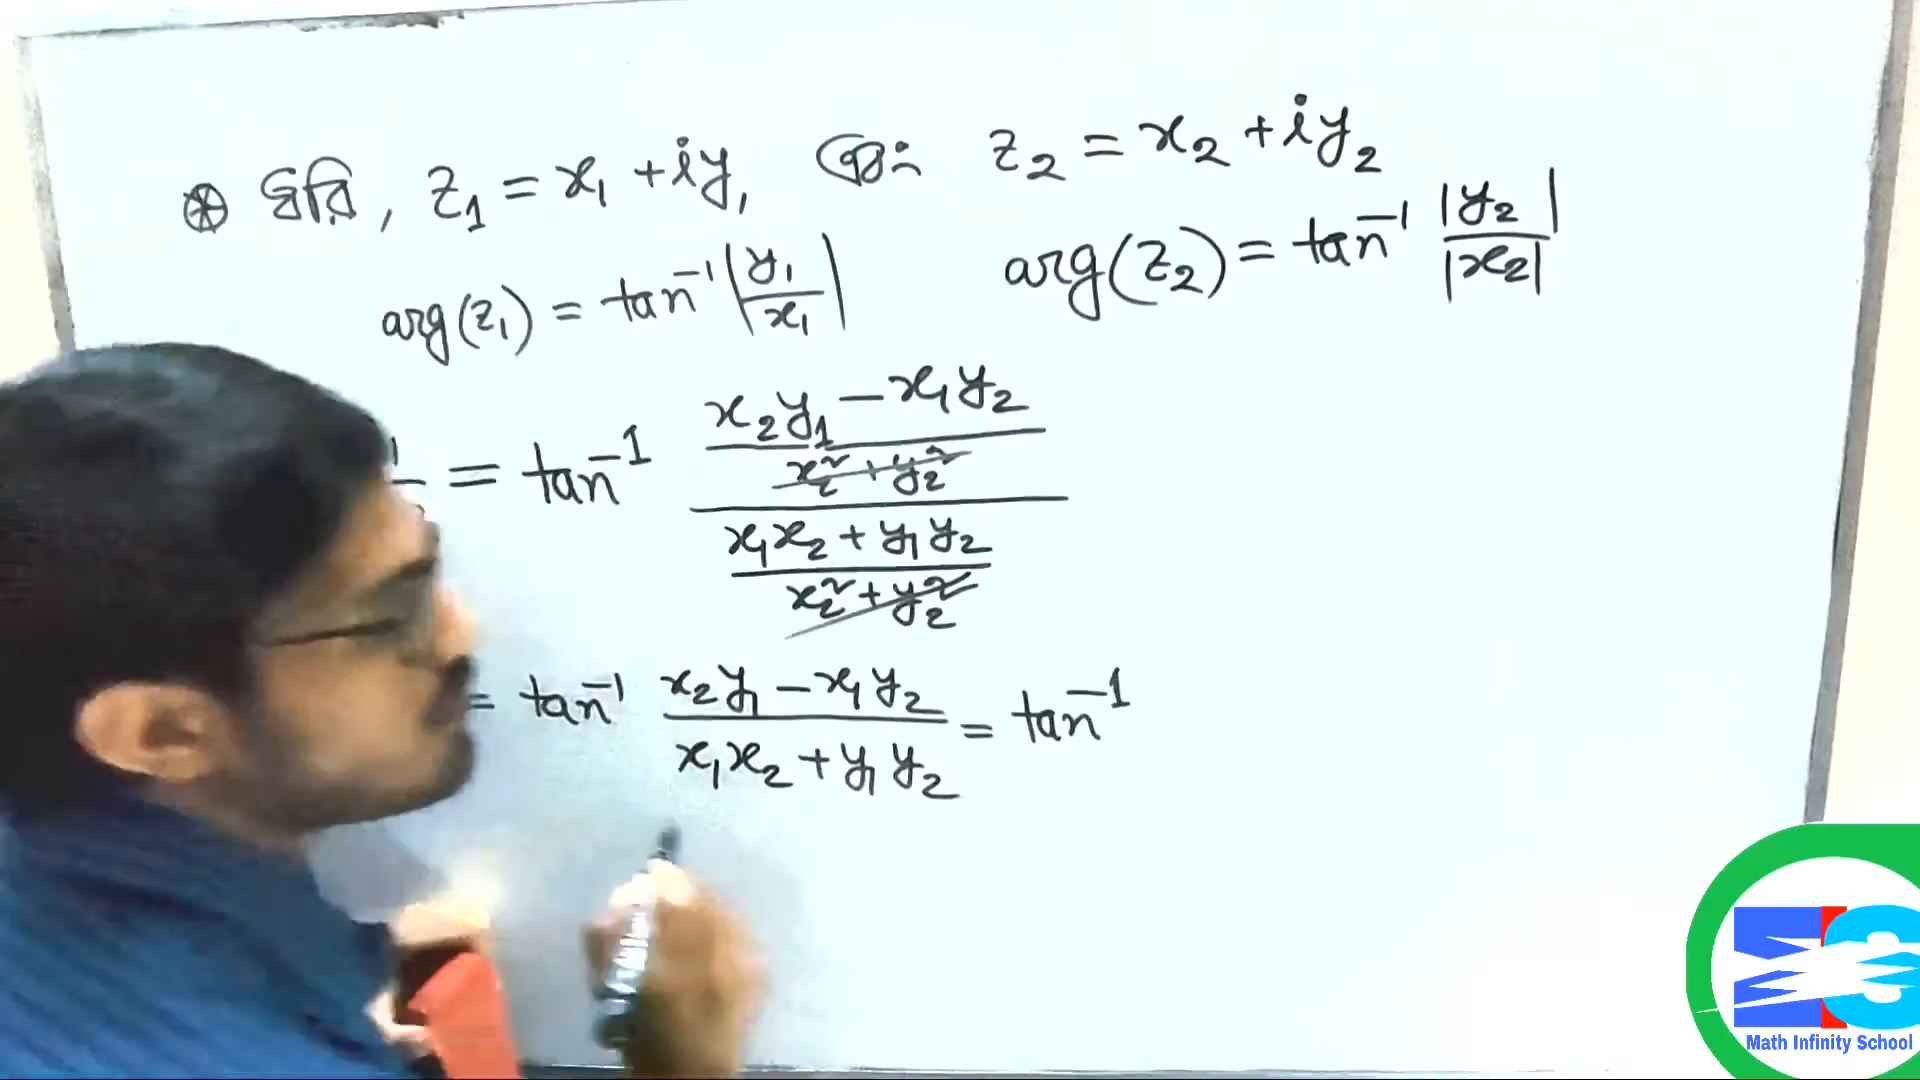 ⊛ ধরি, z₁ = x₁ + iy₁ এবং z₂ = x₂ + iy₂
arg(z₁) = tan⁻¹ |y₁/x₁| arg(z₂) = tan⁻¹ |y₂|/|x₂|
= tan⁻¹ ((x₂y₁ − x₁y₂)/(x₂² + y₂²))/((x₁x₂ + y₁y₂)/(x₂² + y₂²))
= tan⁻¹ (x₂y₁ − x₁y₂)/(x₁x₂ + y₁y₂) = tan⁻¹
Math Infinity School